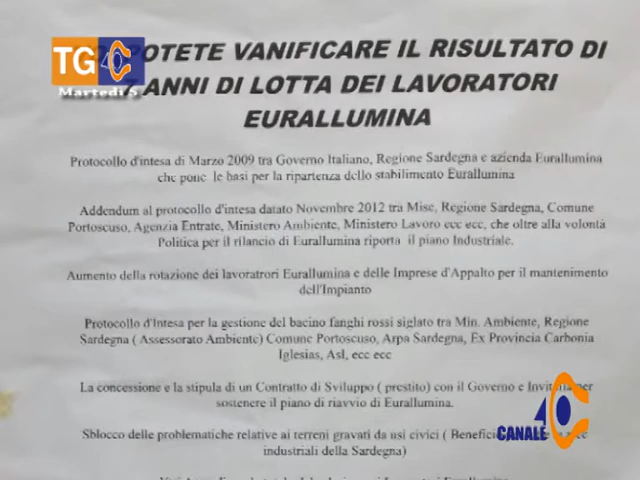 TG 40
Martedì 5
POTETE VANIFICARE IL RISULTATO DI
7 ANNI DI LOTTA DEI LAVORATORI
EURALLUMINA
Protocollo d'intesa di Marzo 2009 tra Governo Italiano, Regione Sardegna e azienda Eurallumina
che pone le basi per la ripartenza dello stabilimento Eurallumina
Addendum al protocollo d'intesa datato Novembre 2012 tra Mise, Regione Sardegna, Comune
Portoscuso, Agenzia Entrate, Ministero Ambiente, Ministero Lavoro ecc ecc, che oltre alla volontà
Politica per il rilancio di Eurallumina riporta il piano Industriale.
Aumento della rotazione dei lavoratrori Eurallumina e delle Imprese d'Appalto per il mantenimento
dell'Impianto
Protocollo d'Intesa per la gestione del bacino fanghi rossi siglato tra Min. Ambiente, Regione
Sardegna ( Assessorato Ambiente) Comune Portoscuso, Arpa Sardegna, Ex Provincia Carbonia
Iglesias, Asl, ecc ecc
La concessione e la stipula di un Contratto di Sviluppo ( prestito) con il Governo e per
sostenere il piano di riavvio di Eurallumina.
Sblocco delle problematiche relative ai terreni gravati da usi civici (
industriali della Sardegna)
CANALE 40